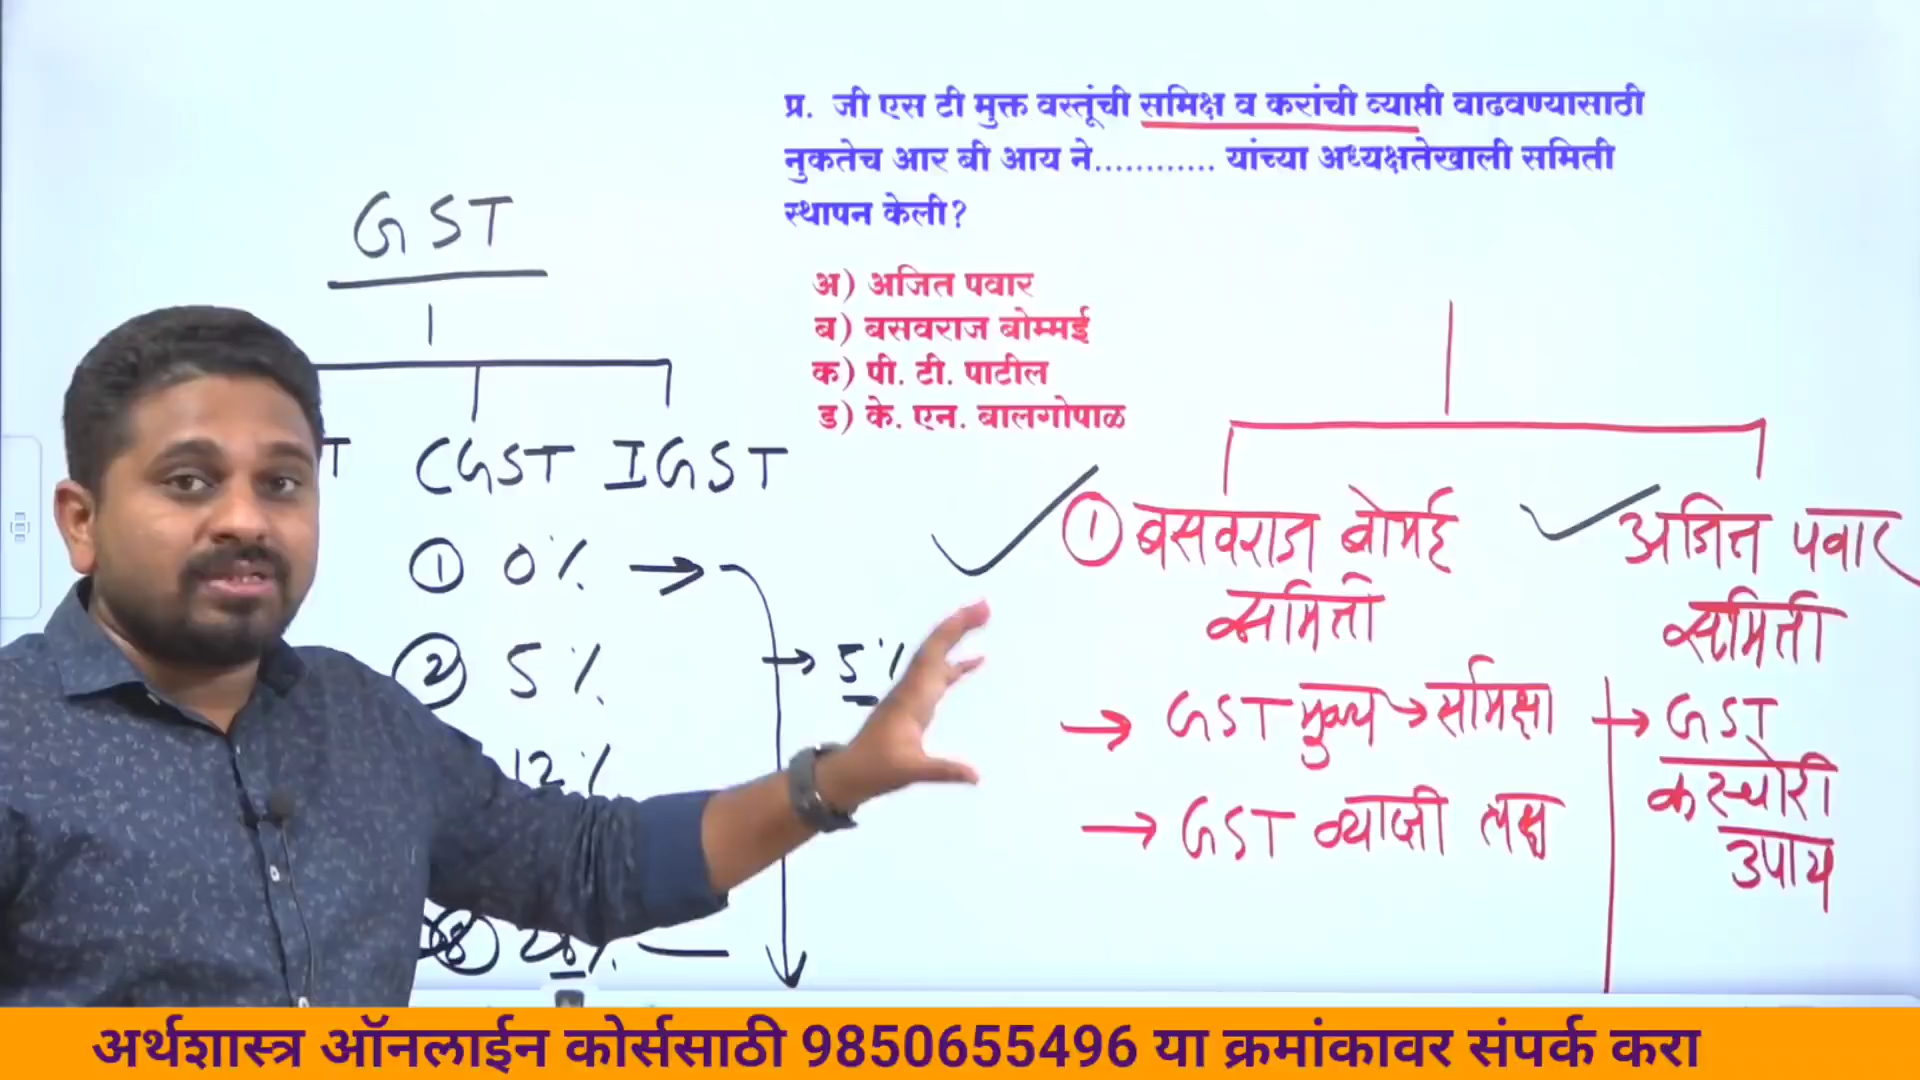 प्र. जी एस टी मुक्त वस्तूंची समिक्ष व करांची व्याप्ती वाढवण्यासाठी
नुकतेच आर बी आय ने............ यांच्या अध्यक्षतेखाली समिती
स्थापन केली?
अ) अजित पवार
ब) बसवराज बोम्मई
क) पी. टी. पाटील
ड) के. एन. बालगोपाळ
GST
T CGST IGST
① 0%
② 5%
5%
12%
28%
① बसवराज बोमई
समिती
GST मुक्त समिक्षा
GST व्याप्ती लक्ष
अजित पवार
समिती
GST
करचोरी
उपाय
अर्थशास्त्र ऑनलाईन कोर्ससाठी 9850655496 या क्रमांकावर संपर्क करा